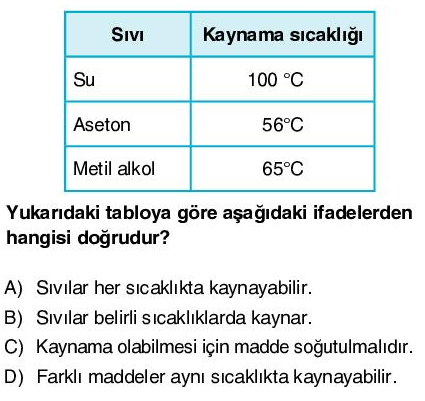 Sıvı Kaynama sıcaklığı
Su 100 °C
Aseton 56°C
Metil alkol 65°C
Yukarıdaki tabloya göre aşağıdaki ifadelerden
hangisi doğrudur?
A) Sıvılar her sıcaklıkta kaynayabilir.
B) Sıvılar belirli sıcaklıklarda kaynar.
C) Kaynama olabilmesi için madde soğutulmalıdır.
D) Farklı maddeler aynı sıcaklıkta kaynayabilir.